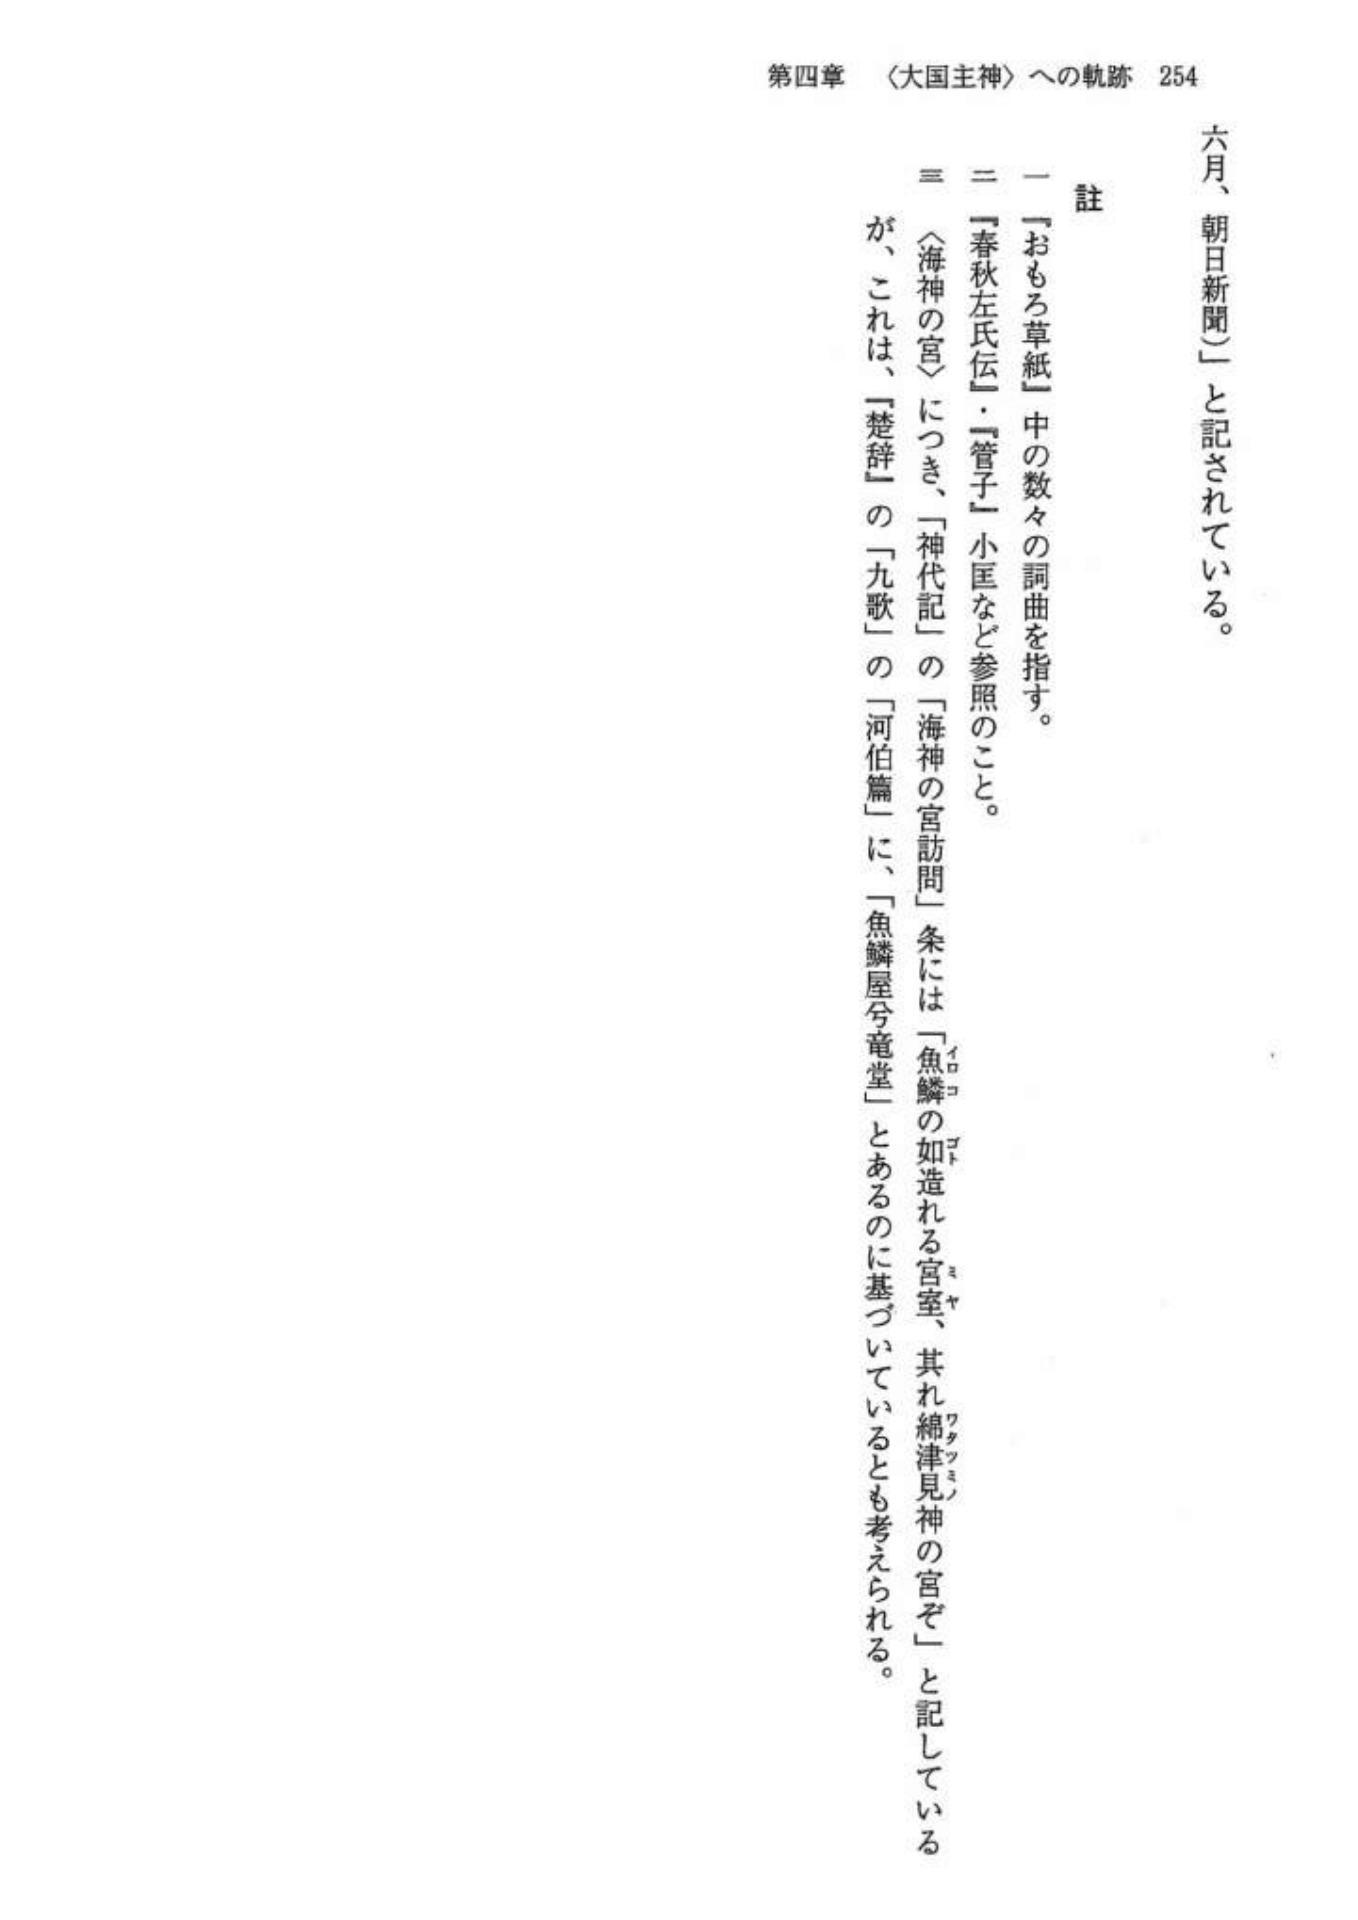 第四章　〈大国主神〉への軌跡　254
六月、朝日新聞）」と記されている。
註
一　『おもろ草紙』中の数々の詞曲を指す。
二　『春秋左氏伝』・『管子』小匡など参照のこと。
三　〈海神の宮〉につき、「神代記」の「海神の宮訪問」条には「魚鱗の如造れる宮室、其れ綿津見神の宮ぞ」と記している
イロコ　ゴト　ミヤ　ワタツミノ
が、これは、『楚辞』の「九歌」の「河伯篇」に、「魚鱗屋兮竜堂」とあるのに基づいているとも考えられる。